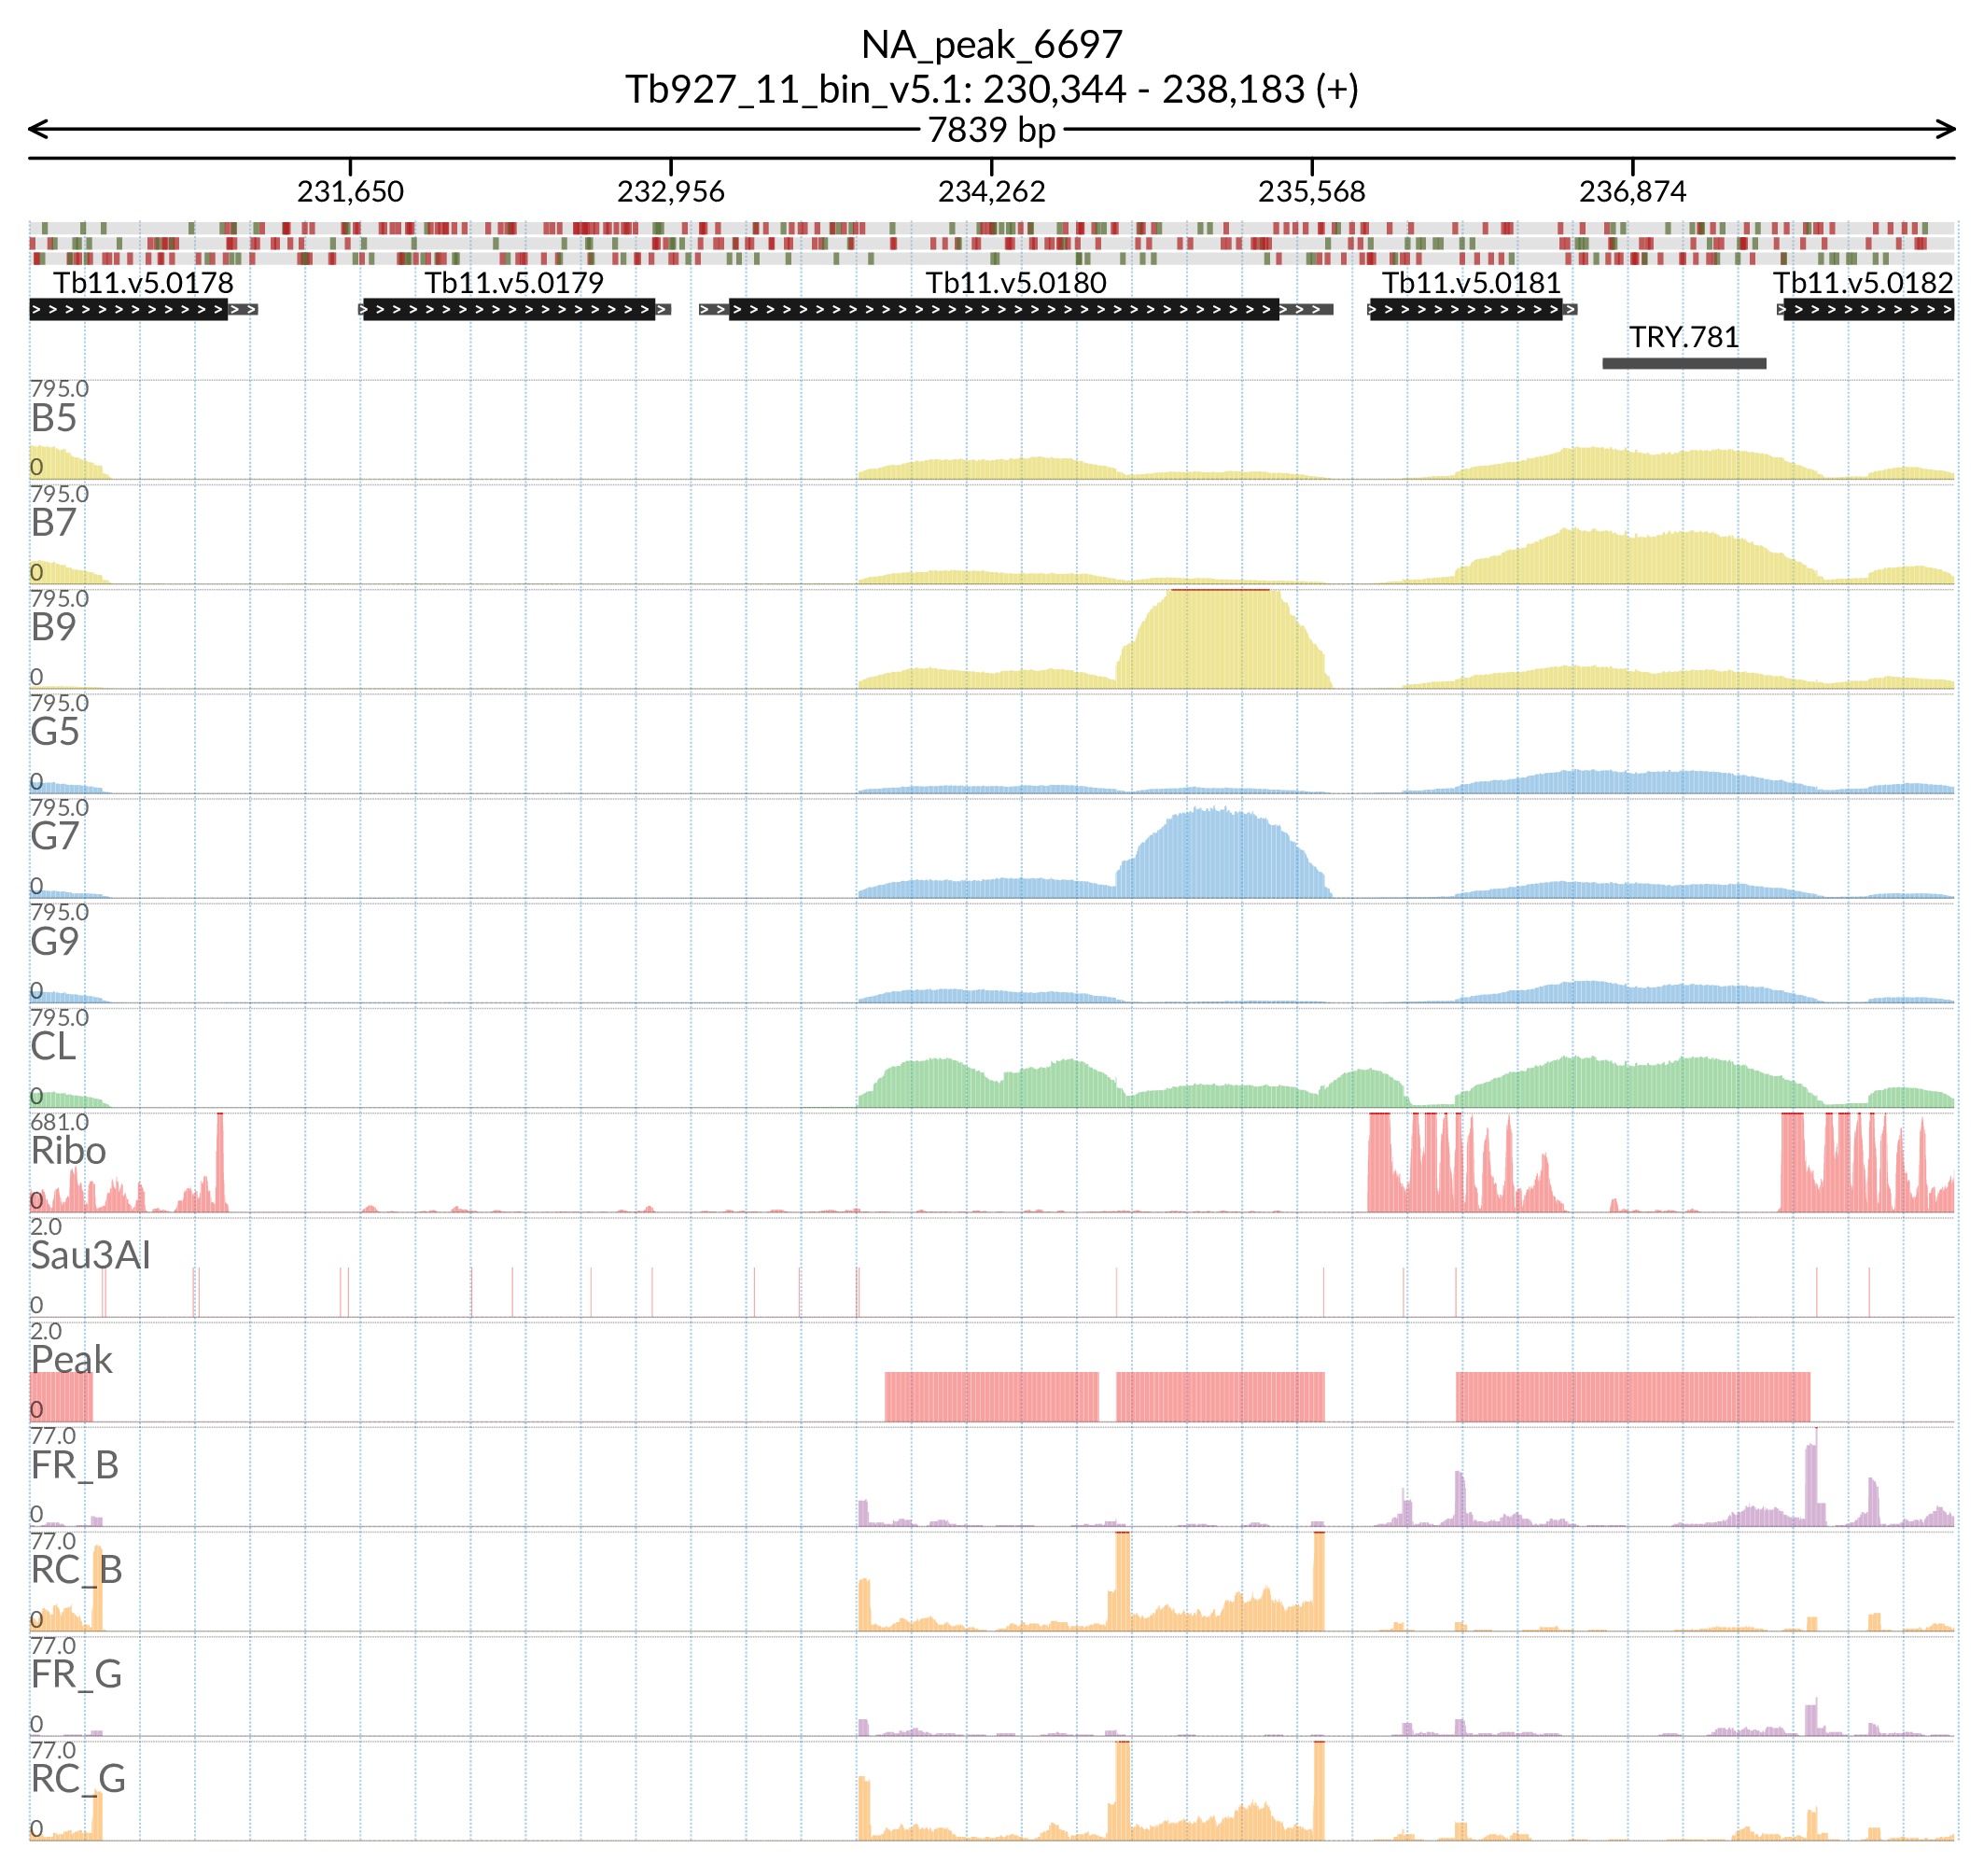 NA_peak_6697
Tb927_11_bin_v5.1: 230,344 - 238,183 (+)
7839 bp
231,650 232,956 234,262 235,568 236,874
Tb11.v5.0178 Tb11.v5.0179 Tb11.v5.0180 Tb11.v5.0181 Tb11.v5.0182
TRY.781
795.0
B5
0
795.0
B7
0
795.0
B9
0
795.0
G5
0
795.0
G7
0
795.0
G9
0
795.0
CL
0
681.0
Ribo
0
2.0
Sau3AI
0
2.0
Peak
0
77.0
FR_B
0
77.0
RC_B
0
77.0
FR_G
0
77.0
RC_G
0